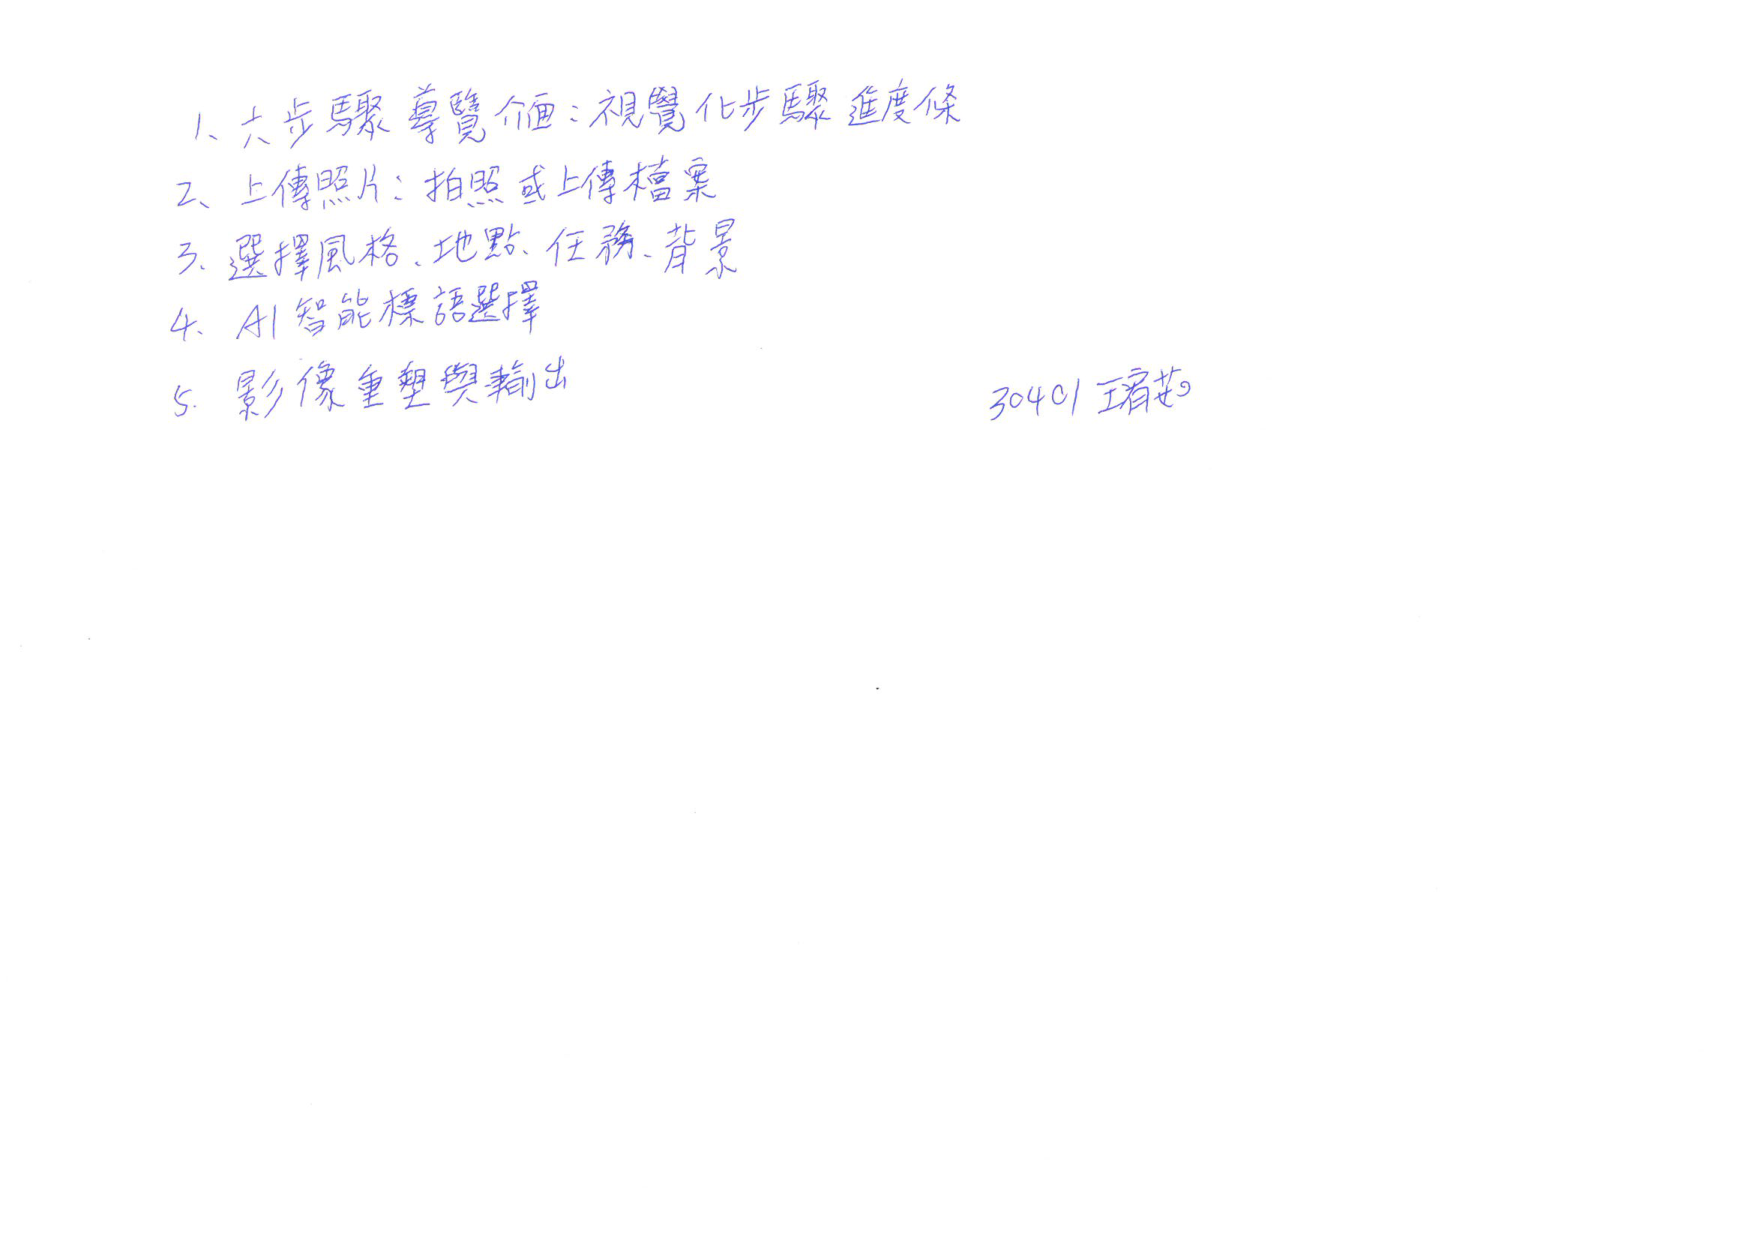 1、六步驟導覽介面：視覺化步驟進度條
2、上傳照片：拍照或上傳檔案
3、選擇風格、地點、任務、背景
4、AI智能標語選擇
5、影像重塑與輸出
30401 王宥茹